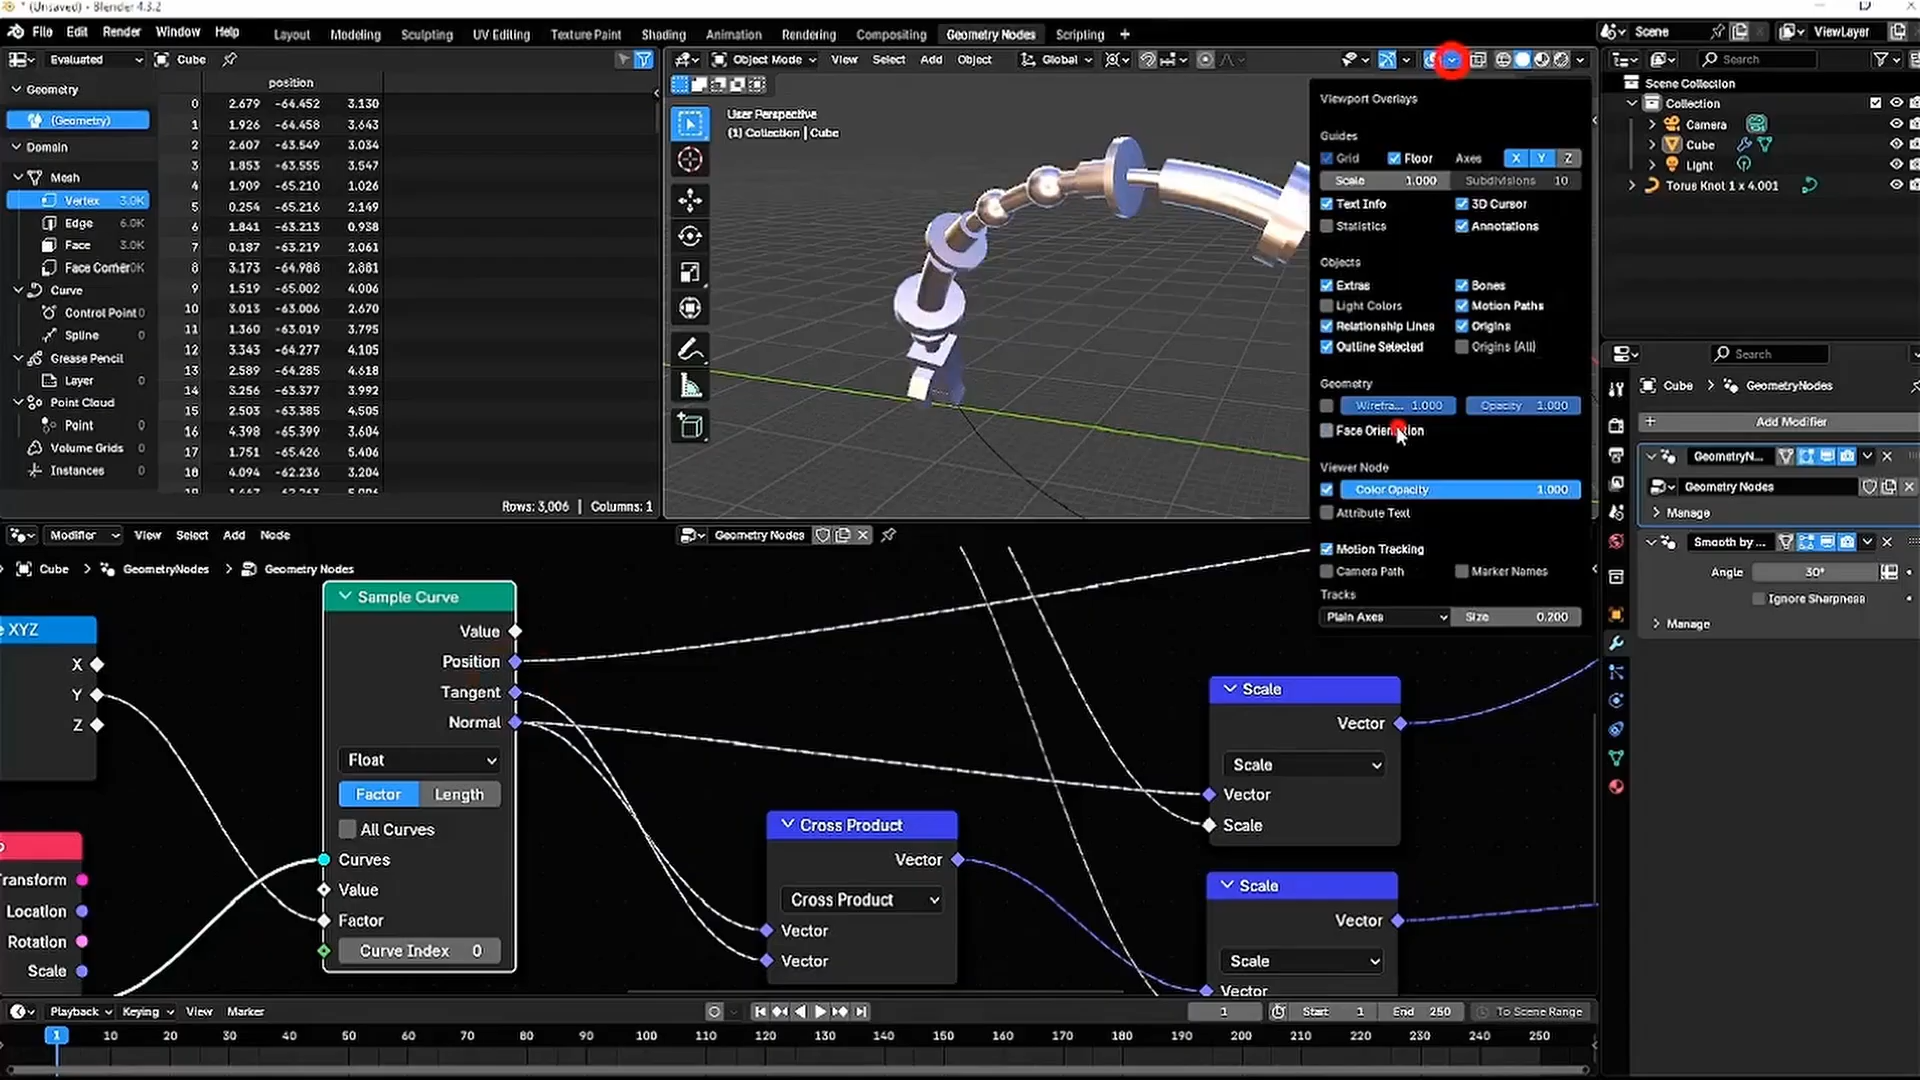 * (Unsaved) - Blender 4.3.2
File Edit Render Window Help
Layout Modeling Sculpting UV Editing Texture Paint Shading Animation Rendering Compositing Geometry Nodes Scripting +
Scene
ViewLayer
Evaluated
Cube
Object Mode View Select Add Object
Global
Search
position
Geometry
(Geometry)
Domain
Mesh
Vertex 3.0K
Edge 6.0K
Face 3.0K
Face Corner 0K
Curve
Control Point 0
Spline 0
Grease Pencil
Layer 0
Point Cloud
Point 0
Volume Grids 0
Instances 0
0 2.679 -64.452 3.130
1 1.926 -64.458 3.643
2 2.607 -63.549 3.034
3 1.853 -63.555 3.547
4 1.909 -65.210 1.026
5 0.254 -65.216 2.149
6 1.841 -63.213 0.938
7 0.187 -63.219 2.061
8 3.173 -64.988 2.881
9 1.519 -65.002 4.006
10 3.013 -63.006 2.670
11 1.360 -63.019 3.795
12 3.343 -64.277 4.105
13 2.589 -64.285 4.618
14 3.256 -63.377 3.992
15 2.503 -63.385 4.505
16 4.398 -65.399 3.604
17 1.751 -65.426 5.406
18 4.094 -62.236 3.204
Rows: 3,006 | Columns: 1
User Perspective
(1) Collection | Cube
Viewport Overlays
Guides
Grid Floor Axes X Y Z
Scale 1.000 Subdivisions 10
Text Info 3D Cursor
Statistics Annotations
Objects
Extras Bones
Light Colors Motion Paths
Relationship Lines Origins
Outline Selected Origins (All)
Geometry
Wirefra... 1.000 Opacity 1.000
Face Orientation
Viewer Node
Color Opacity 1.000
Attribute Text
Motion Tracking
Camera Path Marker Names
Tracks
Plain Axes Size 0.200
Scene Collection
Collection
Camera
Cube
Light
Torus Knot 1 x 4.001
Search
Cube > GeometryNodes
+ Add Modifier
GeometryN...
Geometry Nodes
Manage
Smooth by ...
Angle 30°
Ignore Sharpness
Manage
Modifier View Select Add Node
Geometry Nodes
Cube > GeometryNodes > Geometry Nodes
XYZ
X
Y
Z
Transform
Location
Rotation
Scale
Sample Curve
Value
Position
Tangent
Normal
Float
Factor Length
All Curves
Curves
Value
Factor
Curve Index 0
Cross Product
Vector
Cross Product
Vector
Vector
Scale
Vector
Scale
Vector
Scale
Scale
Vector
Scale
Vector
Playback Keying View Marker
1 Start 1 End 250 To Scene Range
1 10 20 30 40 50 60 70 80 90 100 110 120 130 140 150 160 170 180 190 200 210 220 230 240 250